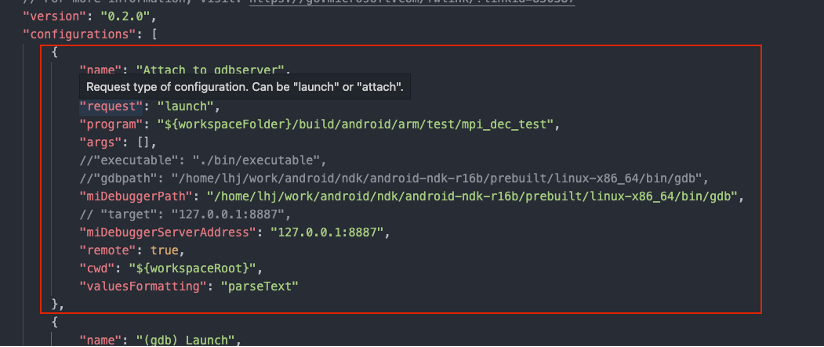 // For more information, visit: https://go.microsoft.com/fwlink/?linkid=830387
"version": "0.2.0",
"configurations": [
{
"name": "Attach to gdbserver",
Request type of configuration. Can be "launch" or "attach".
"request": "launch",
"program": "${workspaceFolder}/build/android/arm/test/mpi_dec_test",
"args": [],
//"executable": "./bin/executable",
//"gdbpath": "/home/lhj/work/android/ndk/android-ndk-r16b/prebuilt/linux-x86_64/bin/gdb",
"miDebuggerPath": "/home/lhj/work/android/ndk/android-ndk-r16b/prebuilt/linux-x86_64/bin/gdb",
// "target": "127.0.0.1:8887",
"miDebuggerServerAddress": "127.0.0.1:8887",
"remote": true,
"cwd": "${workspaceRoot}",
"valuesFormatting": "parseText"
},
{
"name": "(gdb) Launch",